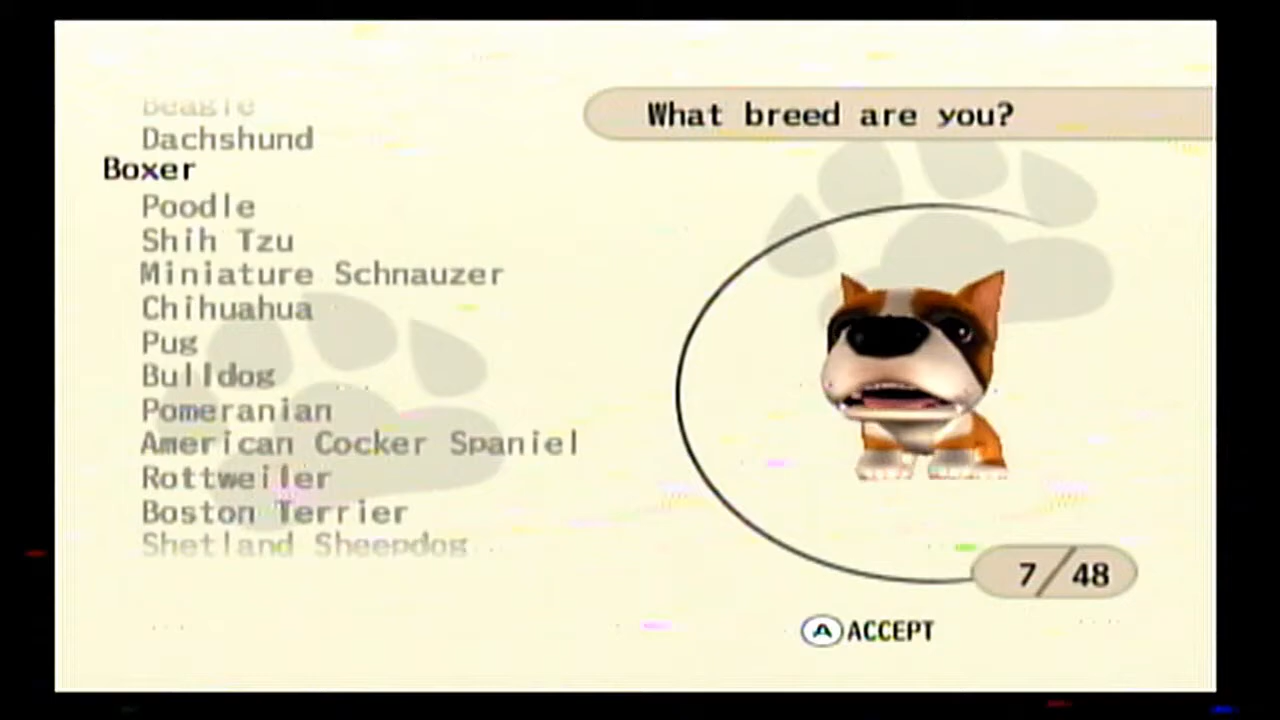 What breed are you?
Beagle
Dachshund
Boxer
Poodle
Shih Tzu
Miniature Schnauzer
Chihuahua
Pug
Bulldog
Pomeranian
American Cocker Spaniel
Rottweiler
Boston Terrier
Shetland Sheepdog
7/48
A ACCEPT